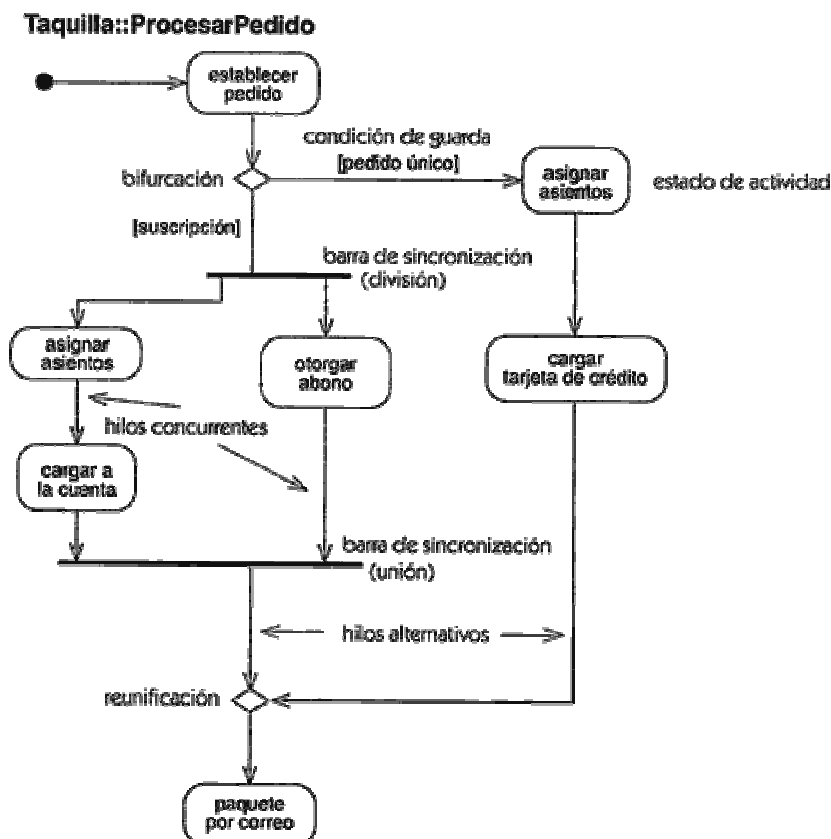 Taquilla::ProcesarPedido
establecer
pedido
condición de guarda
[pedido único]
bifurcación
asignar
asientos
estado de actividad
[suscripción]
barra de sincronización
(división)
asignar
asientos
otorgar
abono
cargar
tarjeta de crédito
hilos concurrentes
cargar a
la cuenta
barra de sincronización
(unión)
hilos alternativos
reunificación
paquete
por correo